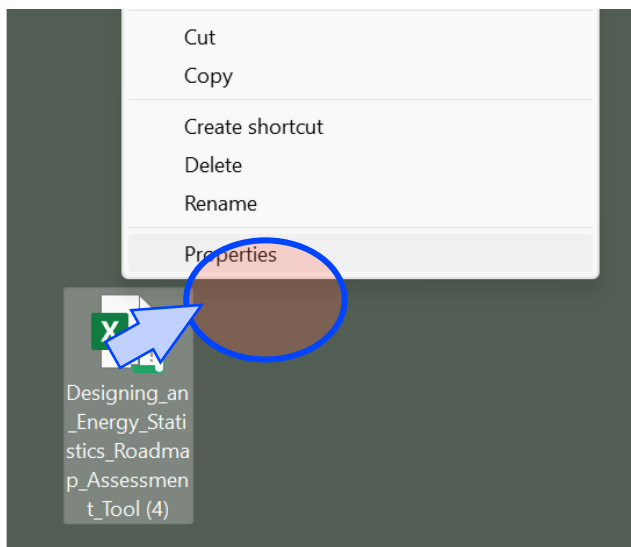 Cut
Copy
Create shortcut
Delete
Rename
Properties
X
Designing_an
_Energy_Stati
stics_Roadma
p_Assessmen
t_Tool (4)